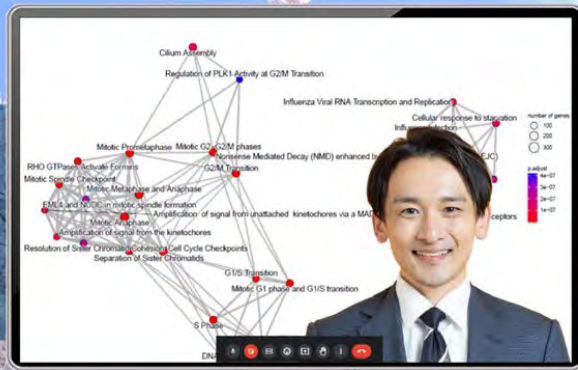 Cilium Assembly
Regulation of PLK1 Activity at G2/M Transition
Influenza Viral RNA Transcription and Replication
Cellular response to starvation
Influenza Infection
number of genes
100
200
300
Mitotic Prometaphase
Mitotic G2-G2/M phases
Nonsense Mediated Decay (NMD) enhanced by
EJC)
RHO GTPases Activate Formins
G2/M Transition
p.adjust
4e-07
3e-07
2e-07
1e-07
Mitotic Spindle Checkpoint
Mitotic Metaphase and Anaphase
EML4 and NUDC in mitotic spindle formation
Mitotic Anaphase
Amplification of signal from unattached kinetochores via a MAD
ceptors
Amplification of signal from the kinetochores
Resolution of Sister Chromatid Cohesion
Cell Cycle Checkpoints
Separation of Sister Chromatids
G1/S Transition
Mitotic G1 phase and G1/S transition
S Phase
DNA